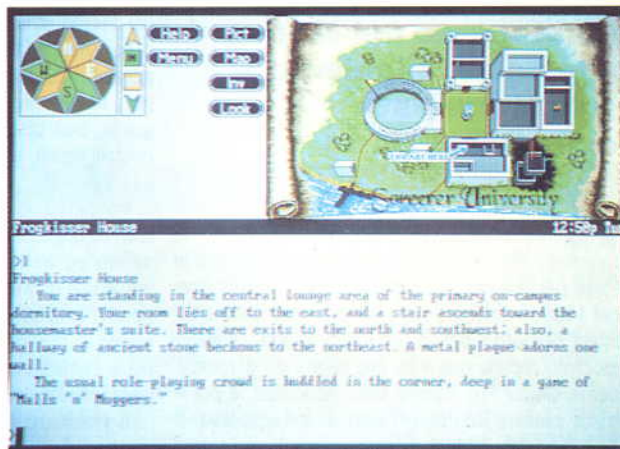 N
E
W
S
Help
Menu
Pict
Map
Inv
Look
Sorcerer University
Frogkisser House
12:50p Tu
>l
Frogkisser House
You are standing in the central lounge area of the primary on-campus
dormitory. Your room lies off to the east, and a stair ascends toward the
housemaster's suite. There are exits to the north and southwest; also, a
hallway of ancient stone beckons to the northeast. A metal plaque adorns one
wall.
The usual role-playing crowd is huddled in the corner, deep in a game of
"Malls 'n' Muggers."
>